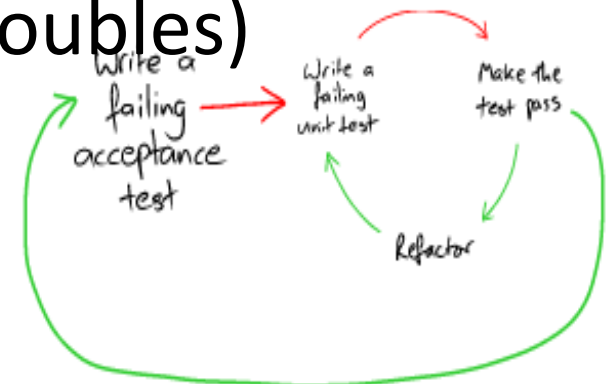 oubles)
Write a
failing
acceptance
test
Write a
failing
unit test
Make the
test pass
Refactor